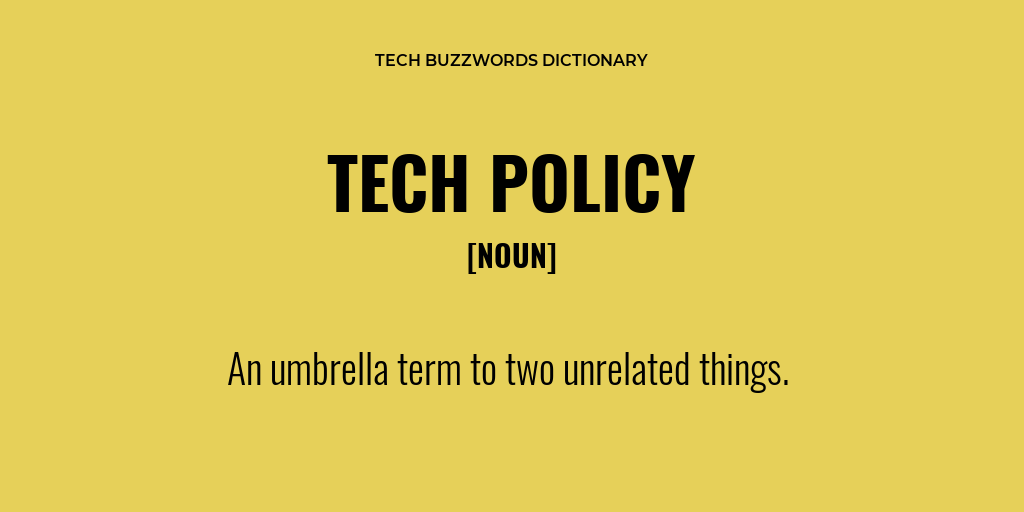 TECH BUZZWORDS DICTIONARY
TECH POLICY
[NOUN]
An umbrella term to two unrelated things.